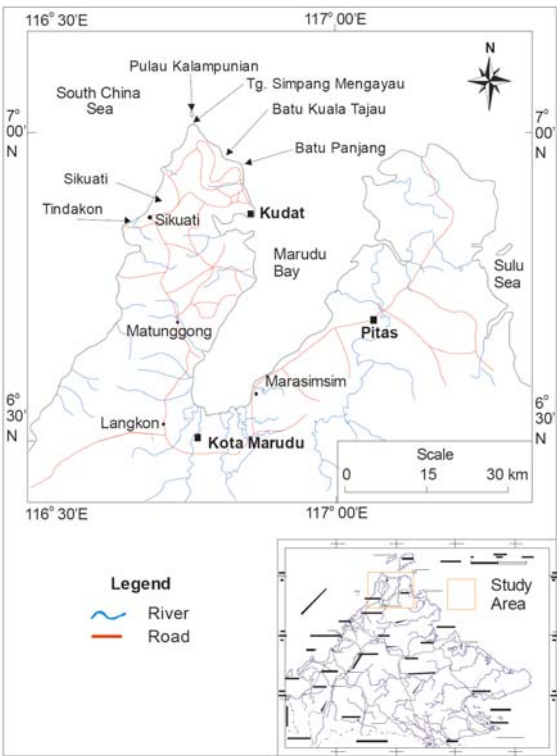 116° 30'E
117° 00'E
Pulau Kalampunian
N
South China
Sea
Tg. Simpang Mengayau
Batu Kuala Tajau
7°
00'
N
7°
00'
N
Batu Panjang
Sikuati
Tindakon
Sikuati
Kudat
Marudu
Bay
Sulu
Sea
Matunggong
Pitas
Marasimsim
6°
30'
N
6°
30'
N
Langkon
Kota Marudu
Scale
0 15 30 km
116° 30'E
117° 00'E
Legend
River
Road
Study
Area